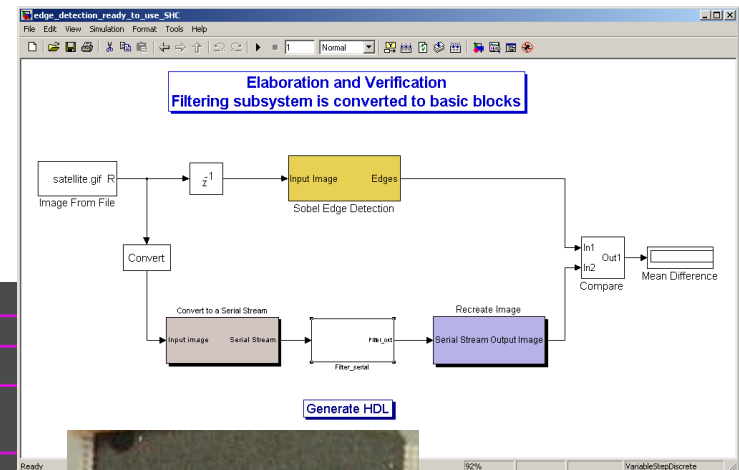 edge_detection_ready_to_use_SHC
File Edit View Simulation Format Tools Help
1 Normal
Elaboration and Verification
Filtering subsystem is converted to basic blocks
satellite.gif R
Image From File
z-1
Input Image Edges
Sobel Edge Detection
Convert
In1
In2
Out1
Compare
Mean Difference
Convert to a Serial Stream
Input image Serial Stream
Filter_out
Filter_serial
Recreate Image
Serial Stream Output Image
Generate HDL
Ready 92% VariableStepDiscrete